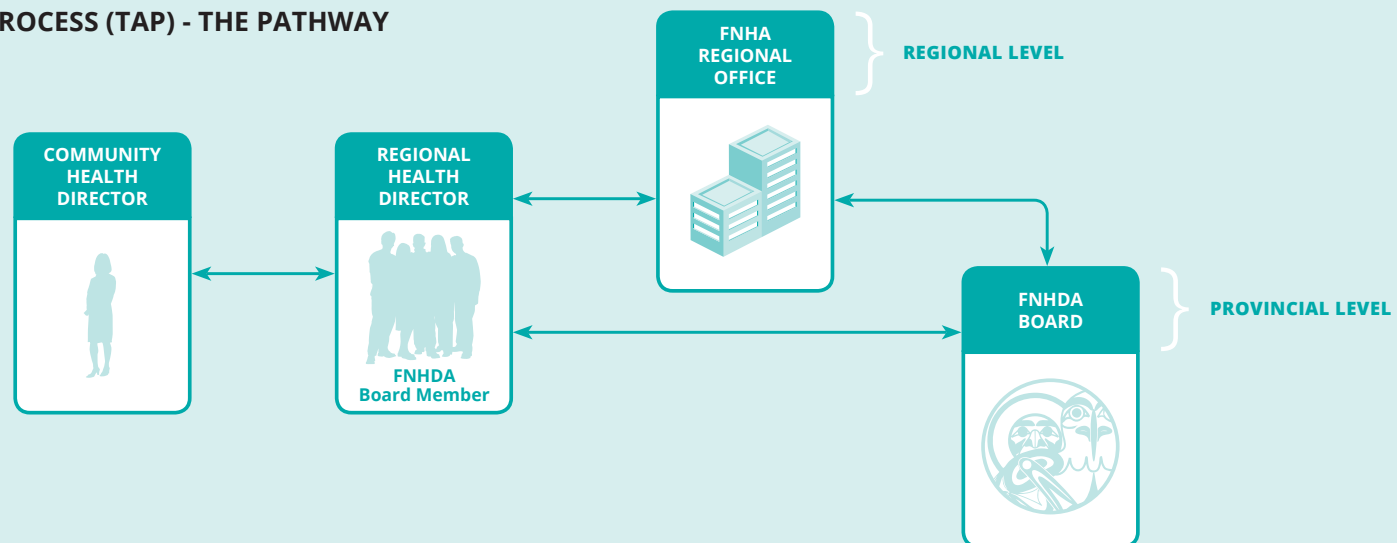 ROCESS (TAP) - THE PATHWAY
FNHA
REGIONAL
OFFICE
REGIONAL LEVEL
COMMUNITY
HEALTH
DIRECTOR
REGIONAL
HEALTH
DIRECTOR
FNHDA
Board Member
FNHDA
BOARD
PROVINCIAL LEVEL